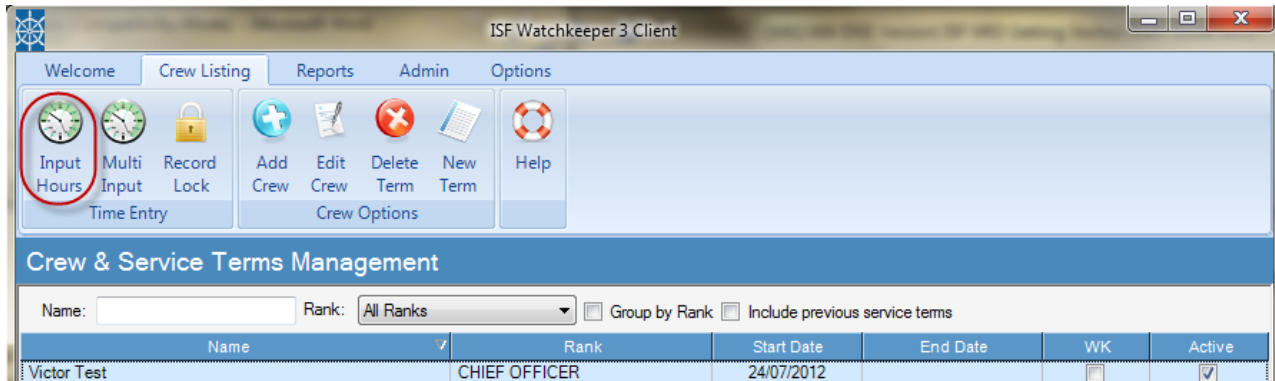 ISF Watchkeeper 3 Client
Welcome Crew Listing Reports Admin Options
Input Hours
Multi Input
Record Lock
Add Crew
Edit Crew
Delete Term
New Term
Help
Time Entry Crew Options
Crew & Service Terms Management
Name: Rank: All Ranks Group by Rank Include previous service terms
Name Rank Start Date End Date WK Active
Victor Test CHIEF OFFICER 24/07/2012